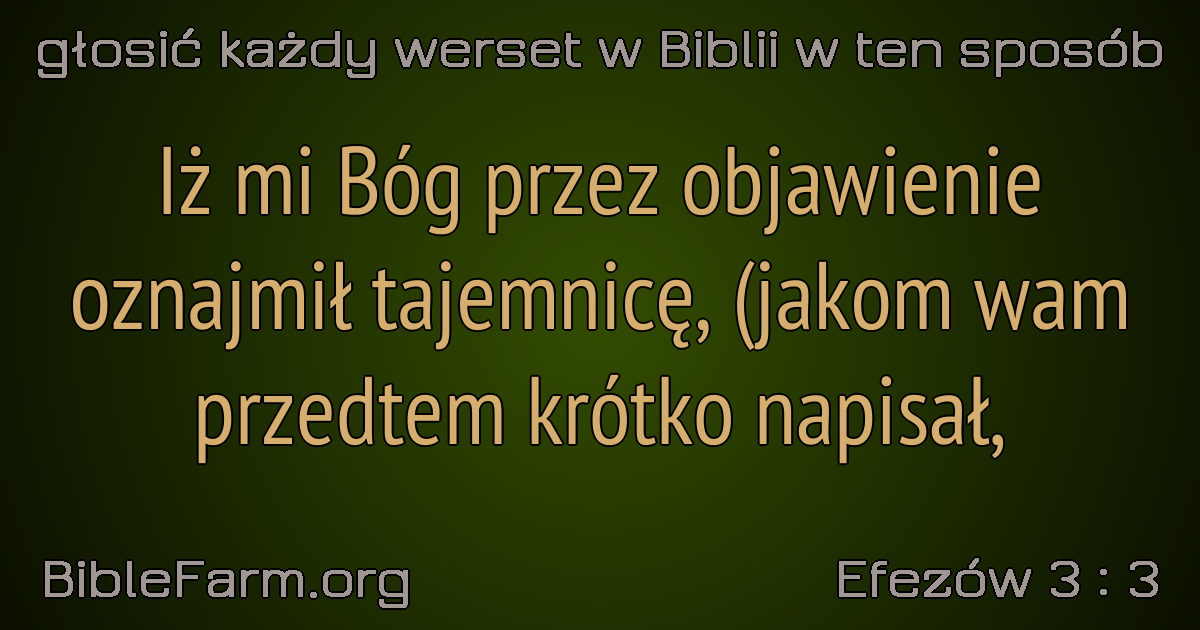 głosić każdy werset w Biblii w ten sposób
Iż mi Bóg przez objawienie
oznajmił tajemnicę, (jakom wam
przedtem krótko napisał,
BibleFarm.org
Efezów 3 : 3